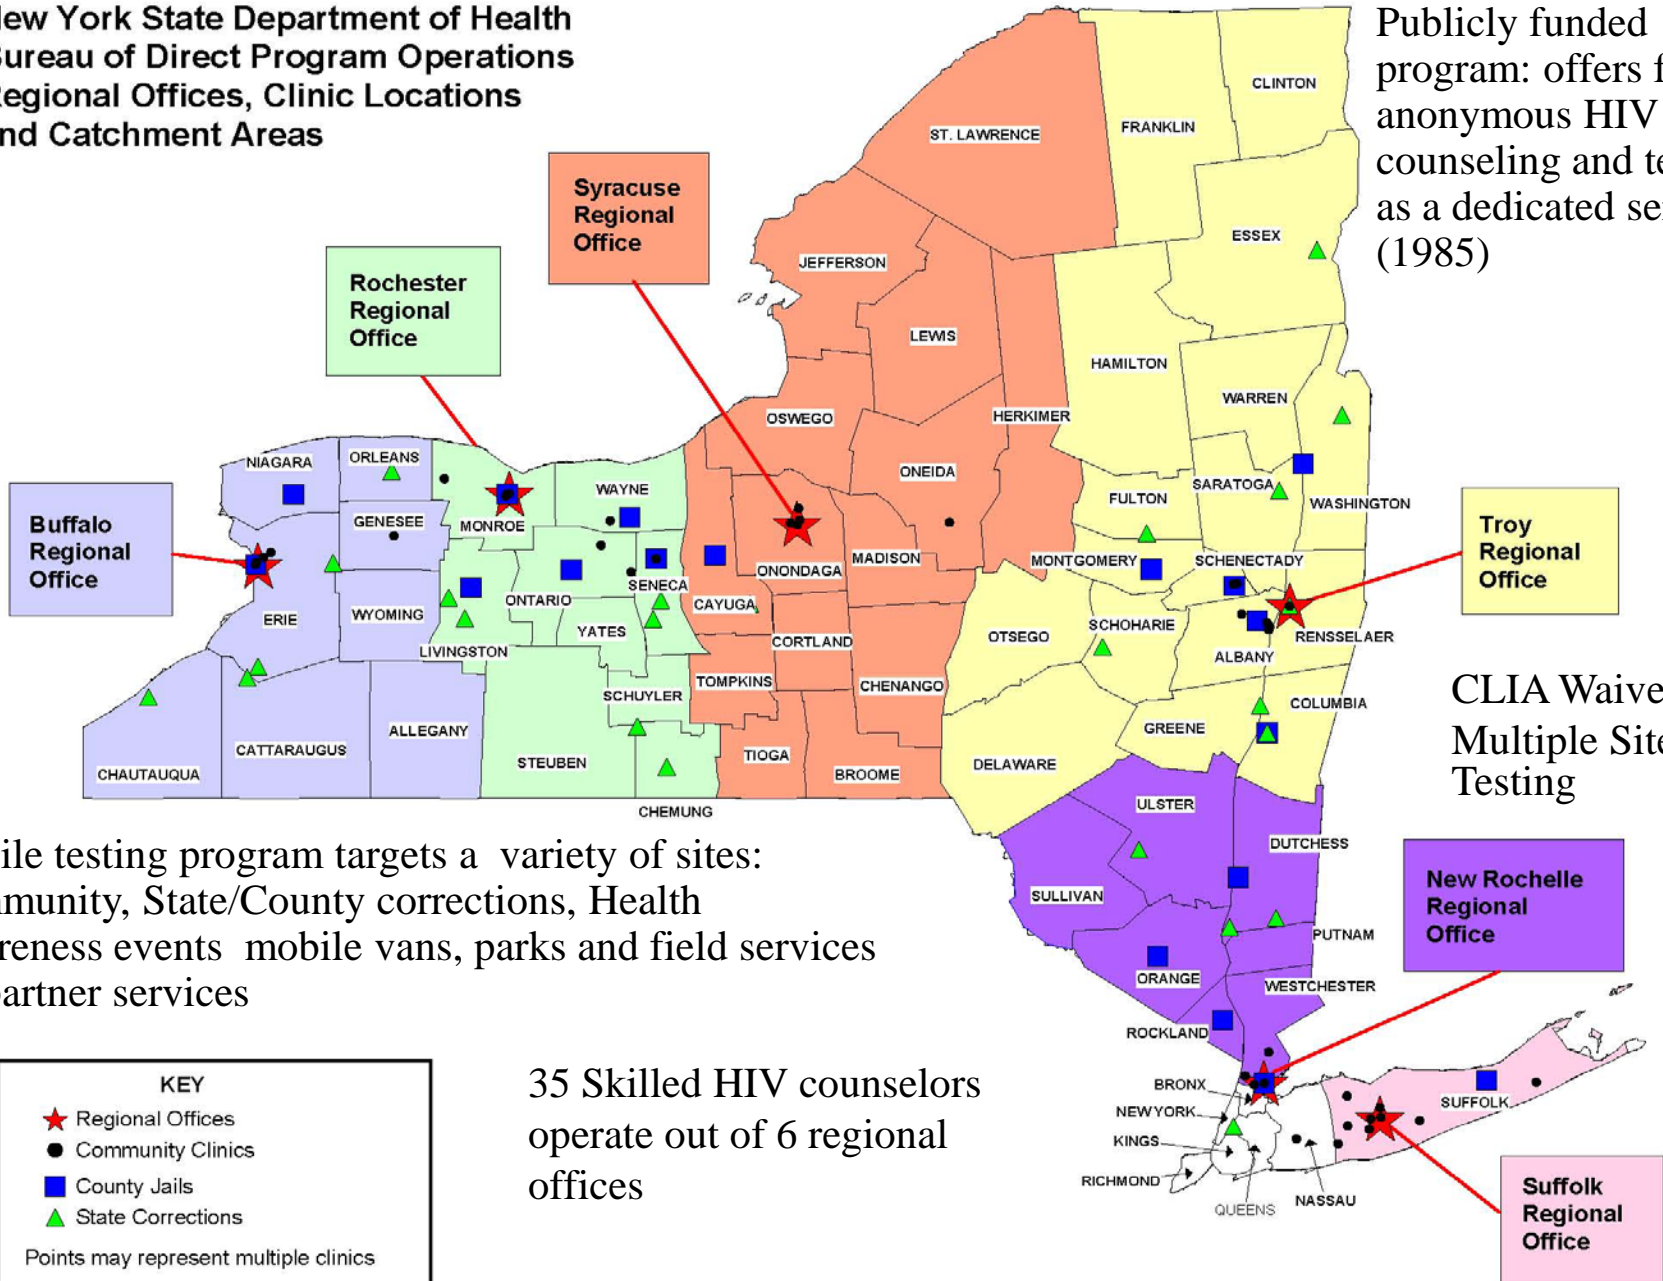 ew York State Department of Health
ureau of Direct Program Operations
egional Offices, Clinic Locations
nd Catchment Areas
Publicly funded
program: offers f
anonymous HIV
counseling and te
as a dedicated se
(1985)
Syracuse
Regional
Office
Rochester
Regional
Office
Buffalo
Regional
Office
Troy
Regional
Office
New Rochelle
Regional
Office
Suffolk
Regional
Office
CLINTON
FRANKLIN
ST. LAWRENCE
ESSEX
JEFFERSON
LEWIS
HAMILTON
WARREN
HERKIMER
OSWEGO
ONEIDA
NIAGARA
ORLEANS
WAYNE
GENESEE
MONROE
FULTON
SARATOGA
WASHINGTON
ONONDAGA
MADISON
MONTGOMERY
SCHENECTADY
SENECA
ONTARIO
CAYUGA
ERIE
WYOMING
YATES
LIVINGSTON
CORTLAND
OTSEGO
SCHOHARIE
RENSSELAER
ALBANY
TOMPKINS
CHENANGO
SCHUYLER
COLUMBIA
GREENE
ALLEGANY
CATTARAUGUS
CHAUTAUQUA
STEUBEN
TIOGA
BROOME
DELAWARE
CHEMUNG
ULSTER
DUTCHESS
SULLIVAN
PUTNAM
ORANGE
WESTCHESTER
ROCKLAND
BRONX
NEW YORK
KINGS
RICHMOND
QUEENS
NASSAU
SUFFOLK
CLIA Waive
Multiple Site
Testing
ile testing program targets a variety of sites:
munity, State/County corrections, Health
reness events mobile vans, parks and field services
artner services
35 Skilled HIV counselors
operate out of 6 regional
offices
KEY
Regional Offices
Community Clinics
County Jails
State Corrections
Points may represent multiple clinics